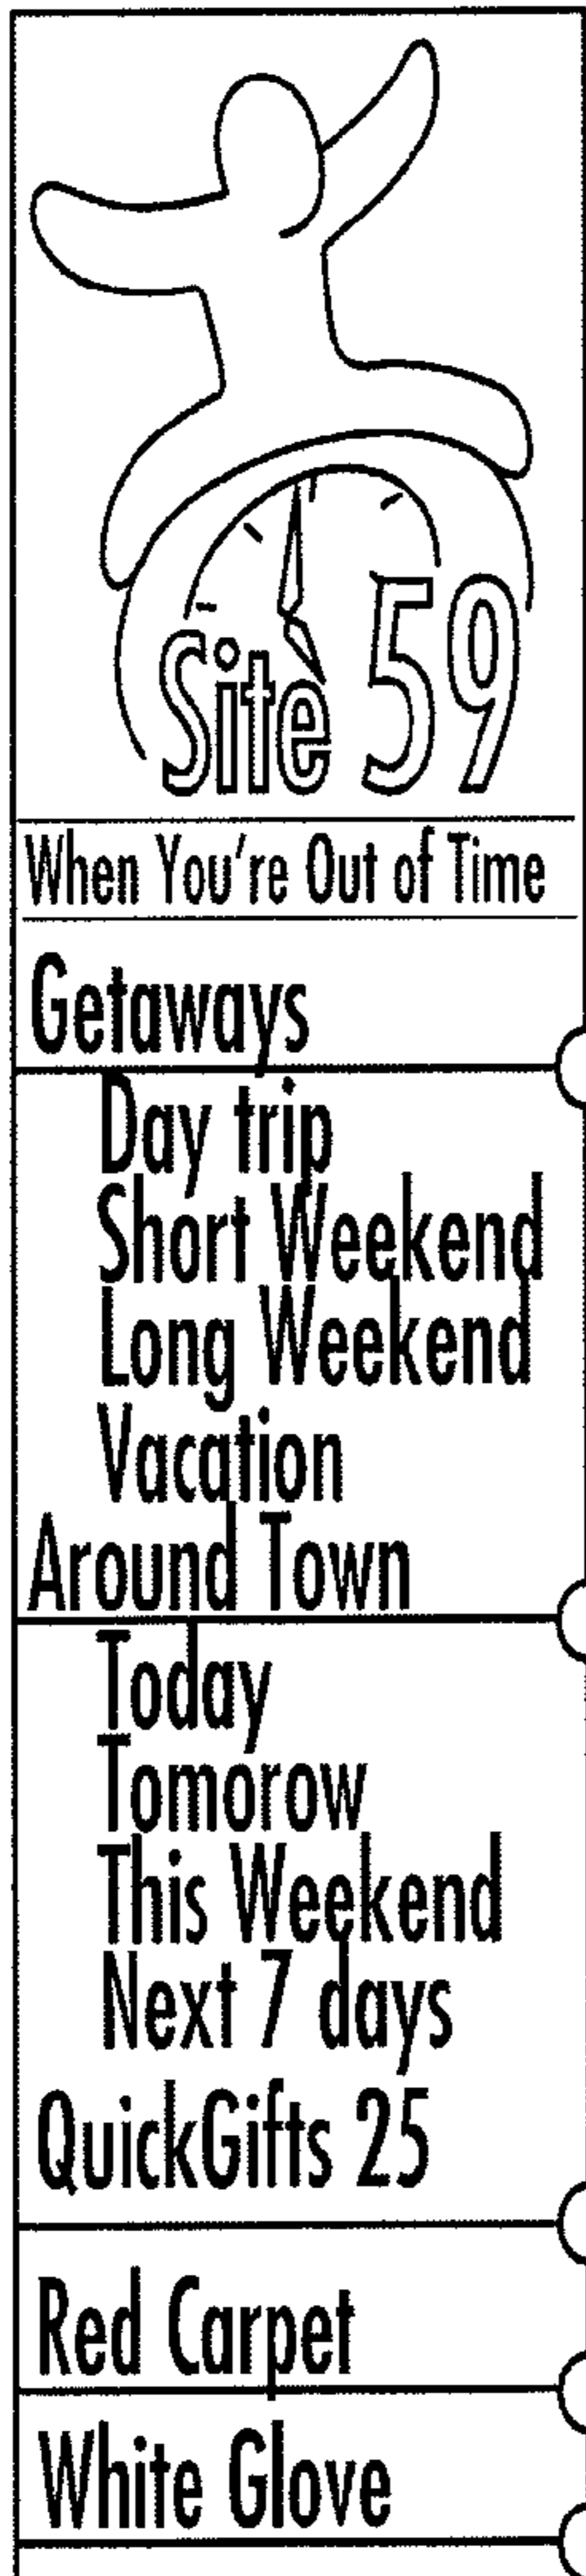 Site 59
When You're Out of Time
Getaways
Day trip
Short Weekend
Long Weekend
Vacation
Around Town
Today
Tomorow
This Weekend
Next 7 days
QuickGifts 25
Red Carpet
White Glove